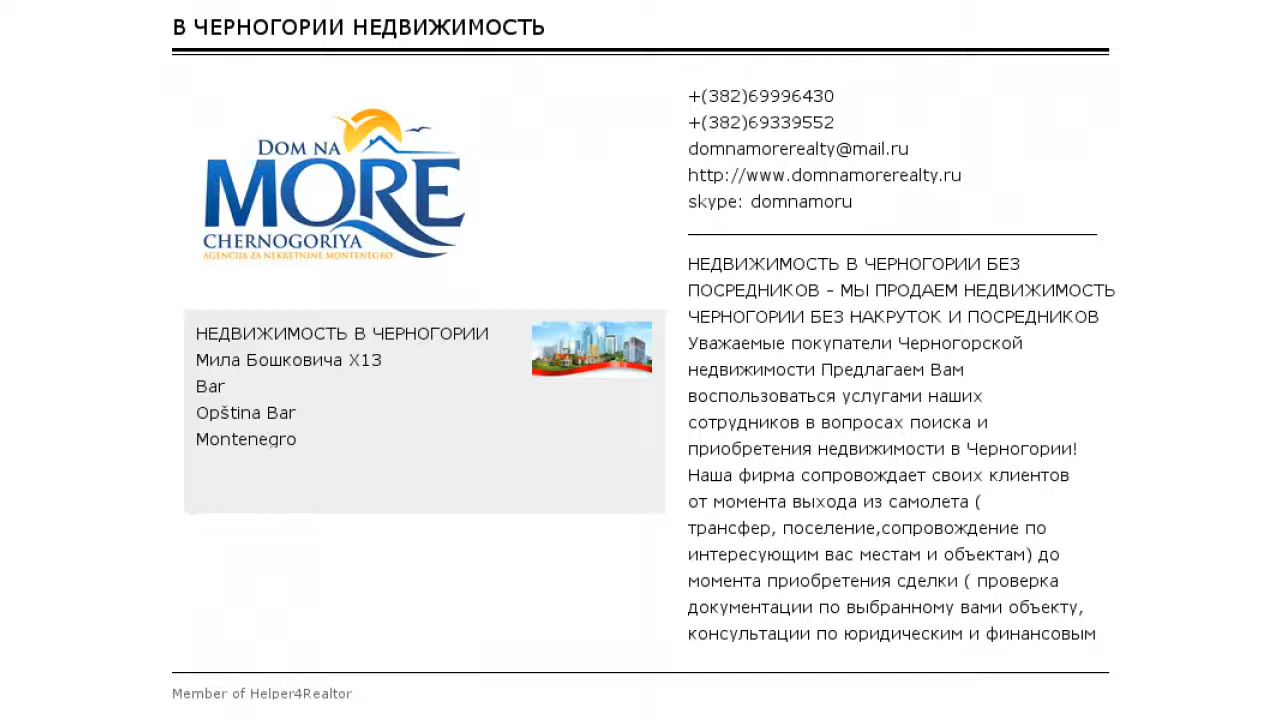 В ЧЕРНОГОРИИ НЕДВИЖИМОСТЬ
DOM NA
MORE
CHERNOGORIYA
AGENCIJA ZA NEKRETNINE MONTENEGRO
НЕДВИЖИМОСТЬ В ЧЕРНОГОРИИ
Мила Бошковича X13
Bar
Opština Bar
Montenegro
+(382)69996430
+(382)69339552
domnamorerealty@mail.ru
http://www.domnamorerealty.ru
skype: domnamoru
НЕДВИЖИМОСТЬ В ЧЕРНОГОРИИ БЕЗ
ПОСРЕДНИКОВ - МЫ ПРОДАЕМ НЕДВИЖИМОСТЬ
ЧЕРНОГОРИИ БЕЗ НАКРУТОК И ПОСРЕДНИКОВ
Уважаемые покупатели Черногорской
недвижимости Предлагаем Вам
воспользоваться услугами наших
сотрудников в вопросах поиска и
приобретения недвижимости в Черногории!
Наша фирма сопровождает своих клиентов
от момента выхода из самолета (
трансфер, поселение,сопровождение по
интересующим вас местам и объектам) до
момента приобретения сделки ( проверка
документации по выбранному вами объекту,
консультации по юридическим и финансовым
Member of Helper4Realtor